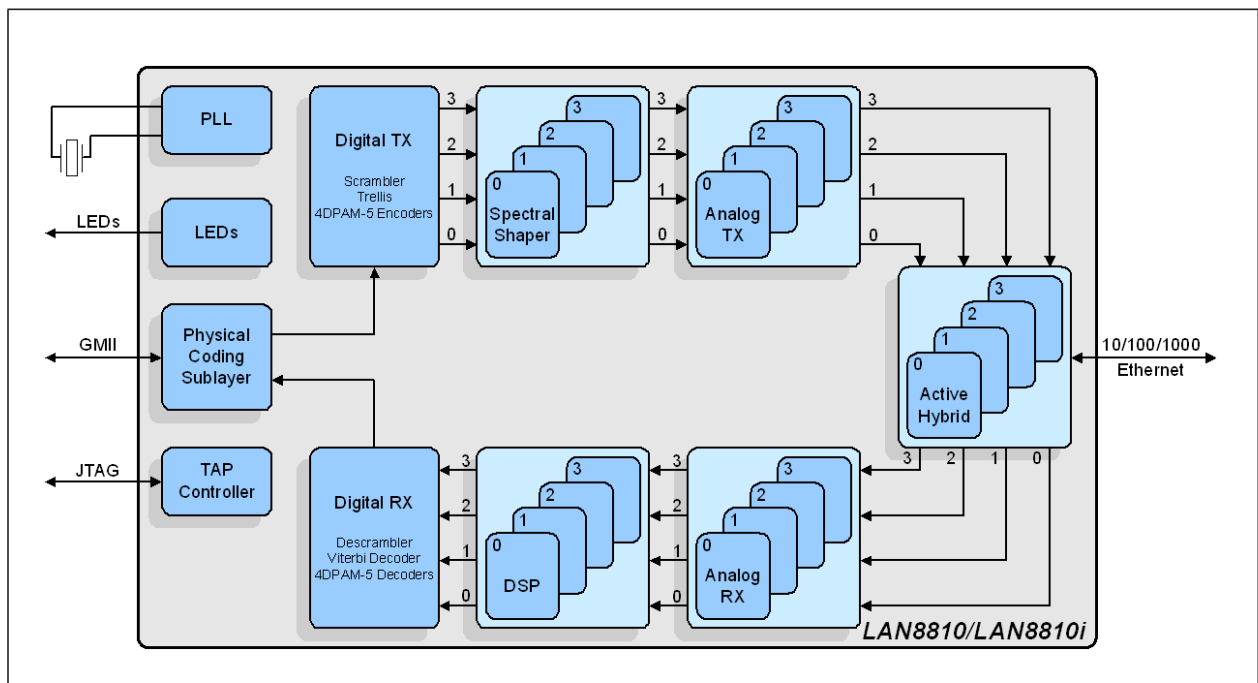 PLL
LEDs
LEDs
GMII
Physical
Coding
Sublayer
JTAG
TAP
Controller
Digital TX
Scrambler
Trellis
4DPAM-5 Encoders
3
2
1
0
3
2
1
0
Spectral
Shaper
3
2
1
0
3
2
1
0
Analog
TX
3
2
1
0
3
2
1
0
Active
Hybrid
10/100/1000
Ethernet
3
2
1
0
Digital RX
Descrambler
Viterbi Decoder
4DPAM-5 Decoders
3
2
1
0
3
2
1
0
DSP
3
2
1
0
3
2
1
0
Analog
RX
LAN8810/LAN8810i